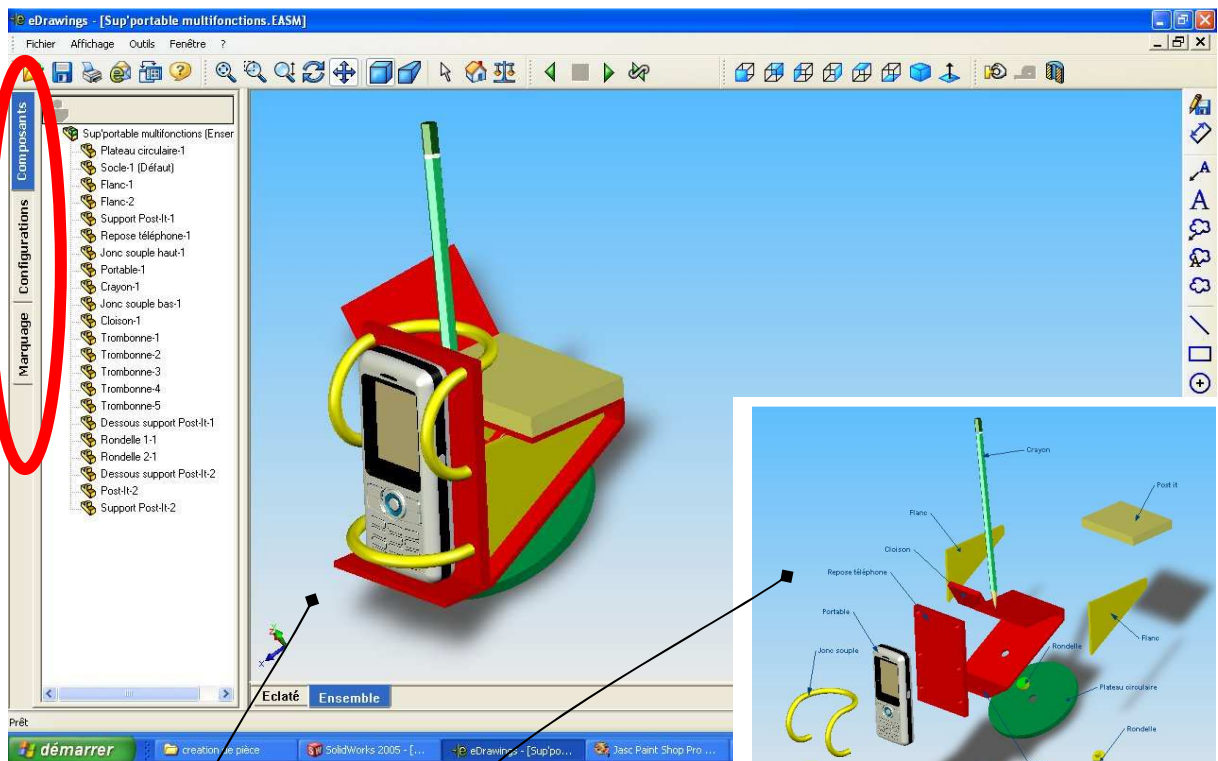 eDrawings - [Sup'portable multifonctions.EASM]
Fichier Affichage Outils Fenêtre ?
Composants
Configurations
Marquage
Sup'portable multifonctions (Enser
Plateau circulaire-1
Socle-1 (Défaut)
Flanc-1
Flanc-2
Support Post-It-1
Repose téléphone-1
Jonc souple haut-1
Portable-1
Crayon-1
Jonc souple bas-1
Cloison-1
Trombonne-1
Trombonne-2
Trombonne-3
Trombonne-4
Trombonne-5
Dessous support Post-It-1
Rondelle 1-1
Rondelle 2-1
Dessous support Post-It-2
Post-It-2
Support Post-It-2
A
A
A
Crayon
Post it
Flanc
Cloison
Repose téléphone
Portable
Jonc souple
Rondelle
Flanc
Plateau circulaire
Rondelle
X
Eclaté Ensemble
Prêt
démarrer creation de pièce SolidWorks 2005 - [... eDrawings - [Sup'po... Jasc Paint Shop Pro ...